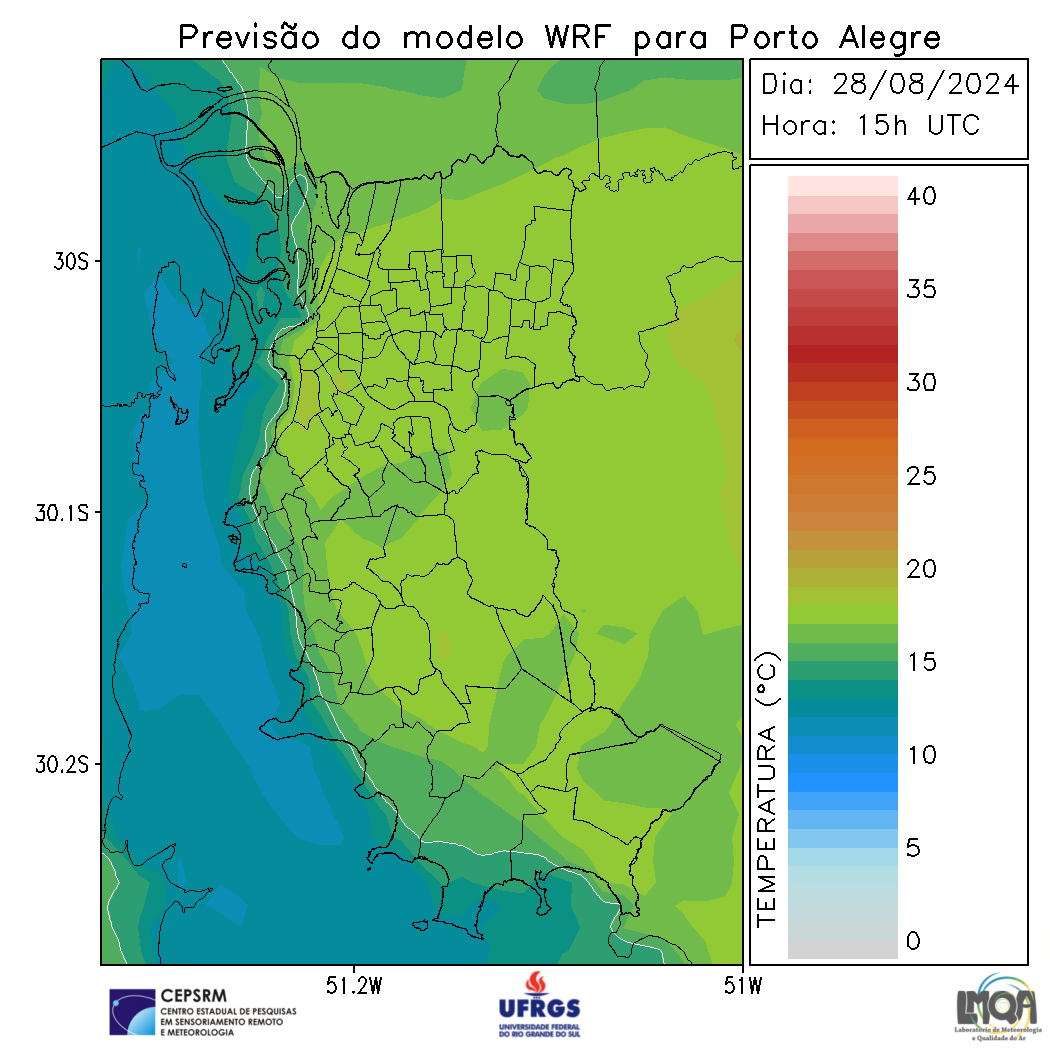 Previsão do modelo WRF para Porto Alegre
Dia: 28/08/2024
Hora: 15h UTC
30S
30.1S
30.2S
51.2W
51W
40
35
30
25
20
15
10
5
0
TEMPERATURA (°C)
CEPSRM
CENTRO ESTADUAL DE PESQUISAS
EM SENSORIAMENTO REMOTO
E METEOROLOGIA
UFRGS
UNIVERSIDADE FEDERAL
DO RIO GRANDE DO SUL
LMQA
Laboratório de Meteorologia
e Qualidade do Ar